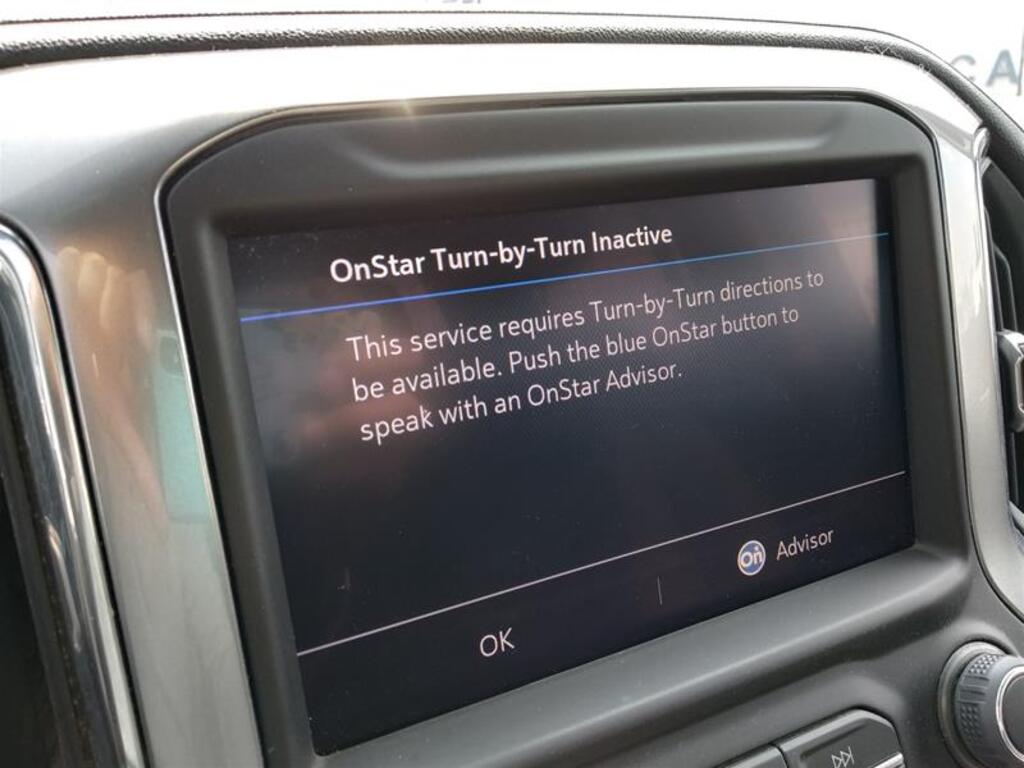 OnStar Turn-by-Turn Inactive
This service requires Turn-by-Turn directions to
be available. Push the blue OnStar button to
speak with an OnStar Advisor.
OK
On Advisor